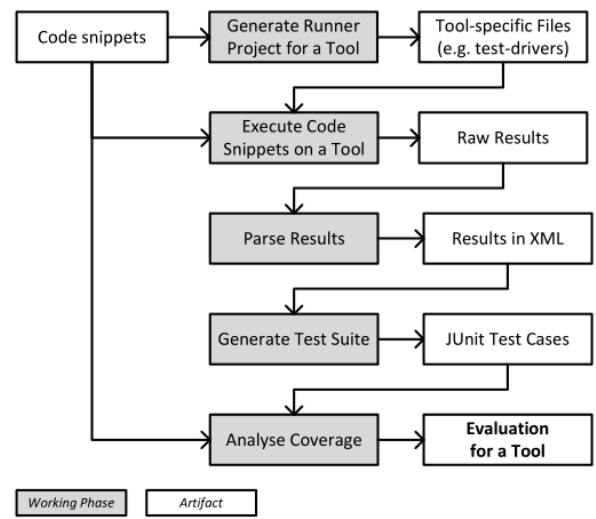 Code snippets
Generate Runner
Project for a Tool
Tool-specific Files
(e.g. test-drivers)
Execute Code
Snippets on a Tool
Raw Results
Parse Results
Results in XML
Generate Test Suite
JUnit Test Cases
Analyse Coverage
Evaluation
for a Tool
Working Phase
Artifact